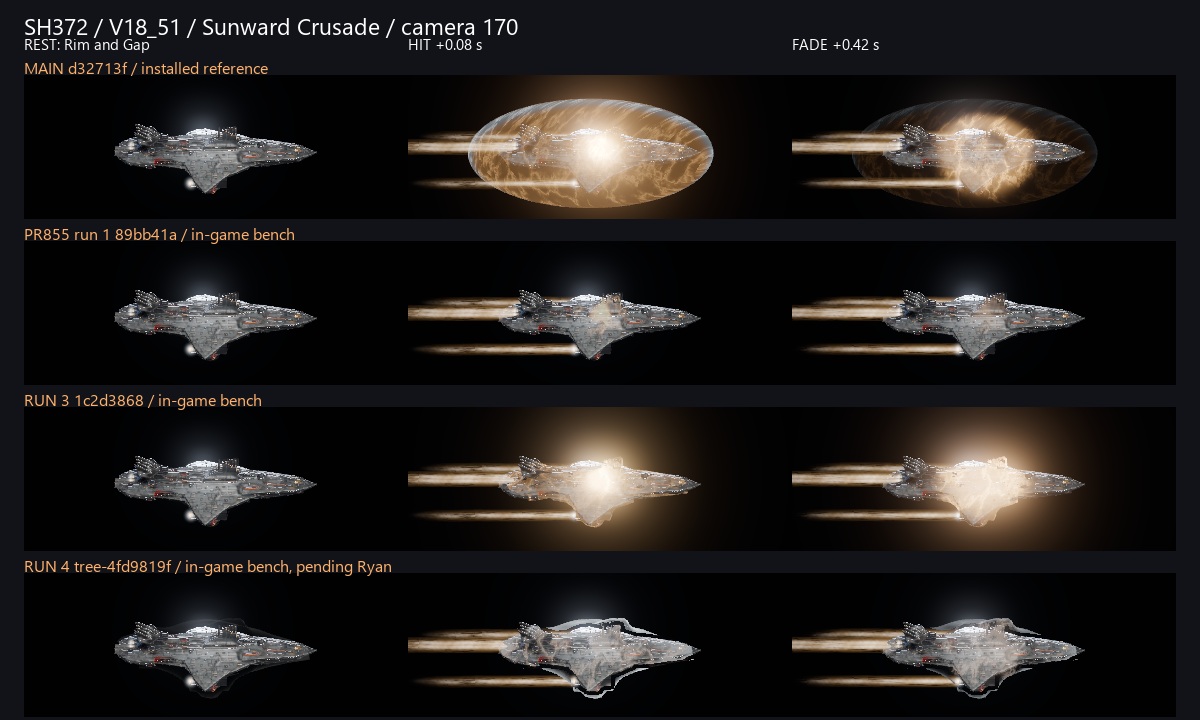 SH372 / V18_51 / Sunward Crusade / camera 170
REST: Rim and Gap
HIT +0.08 s
FADE +0.42 s
MAIN d32713f / installed reference
PR855 run 1 89bb41a / in-game bench
RUN 3 1c2d3868 / in-game bench
RUN 4 tree-4fd9819f / in-game bench, pending Ryan